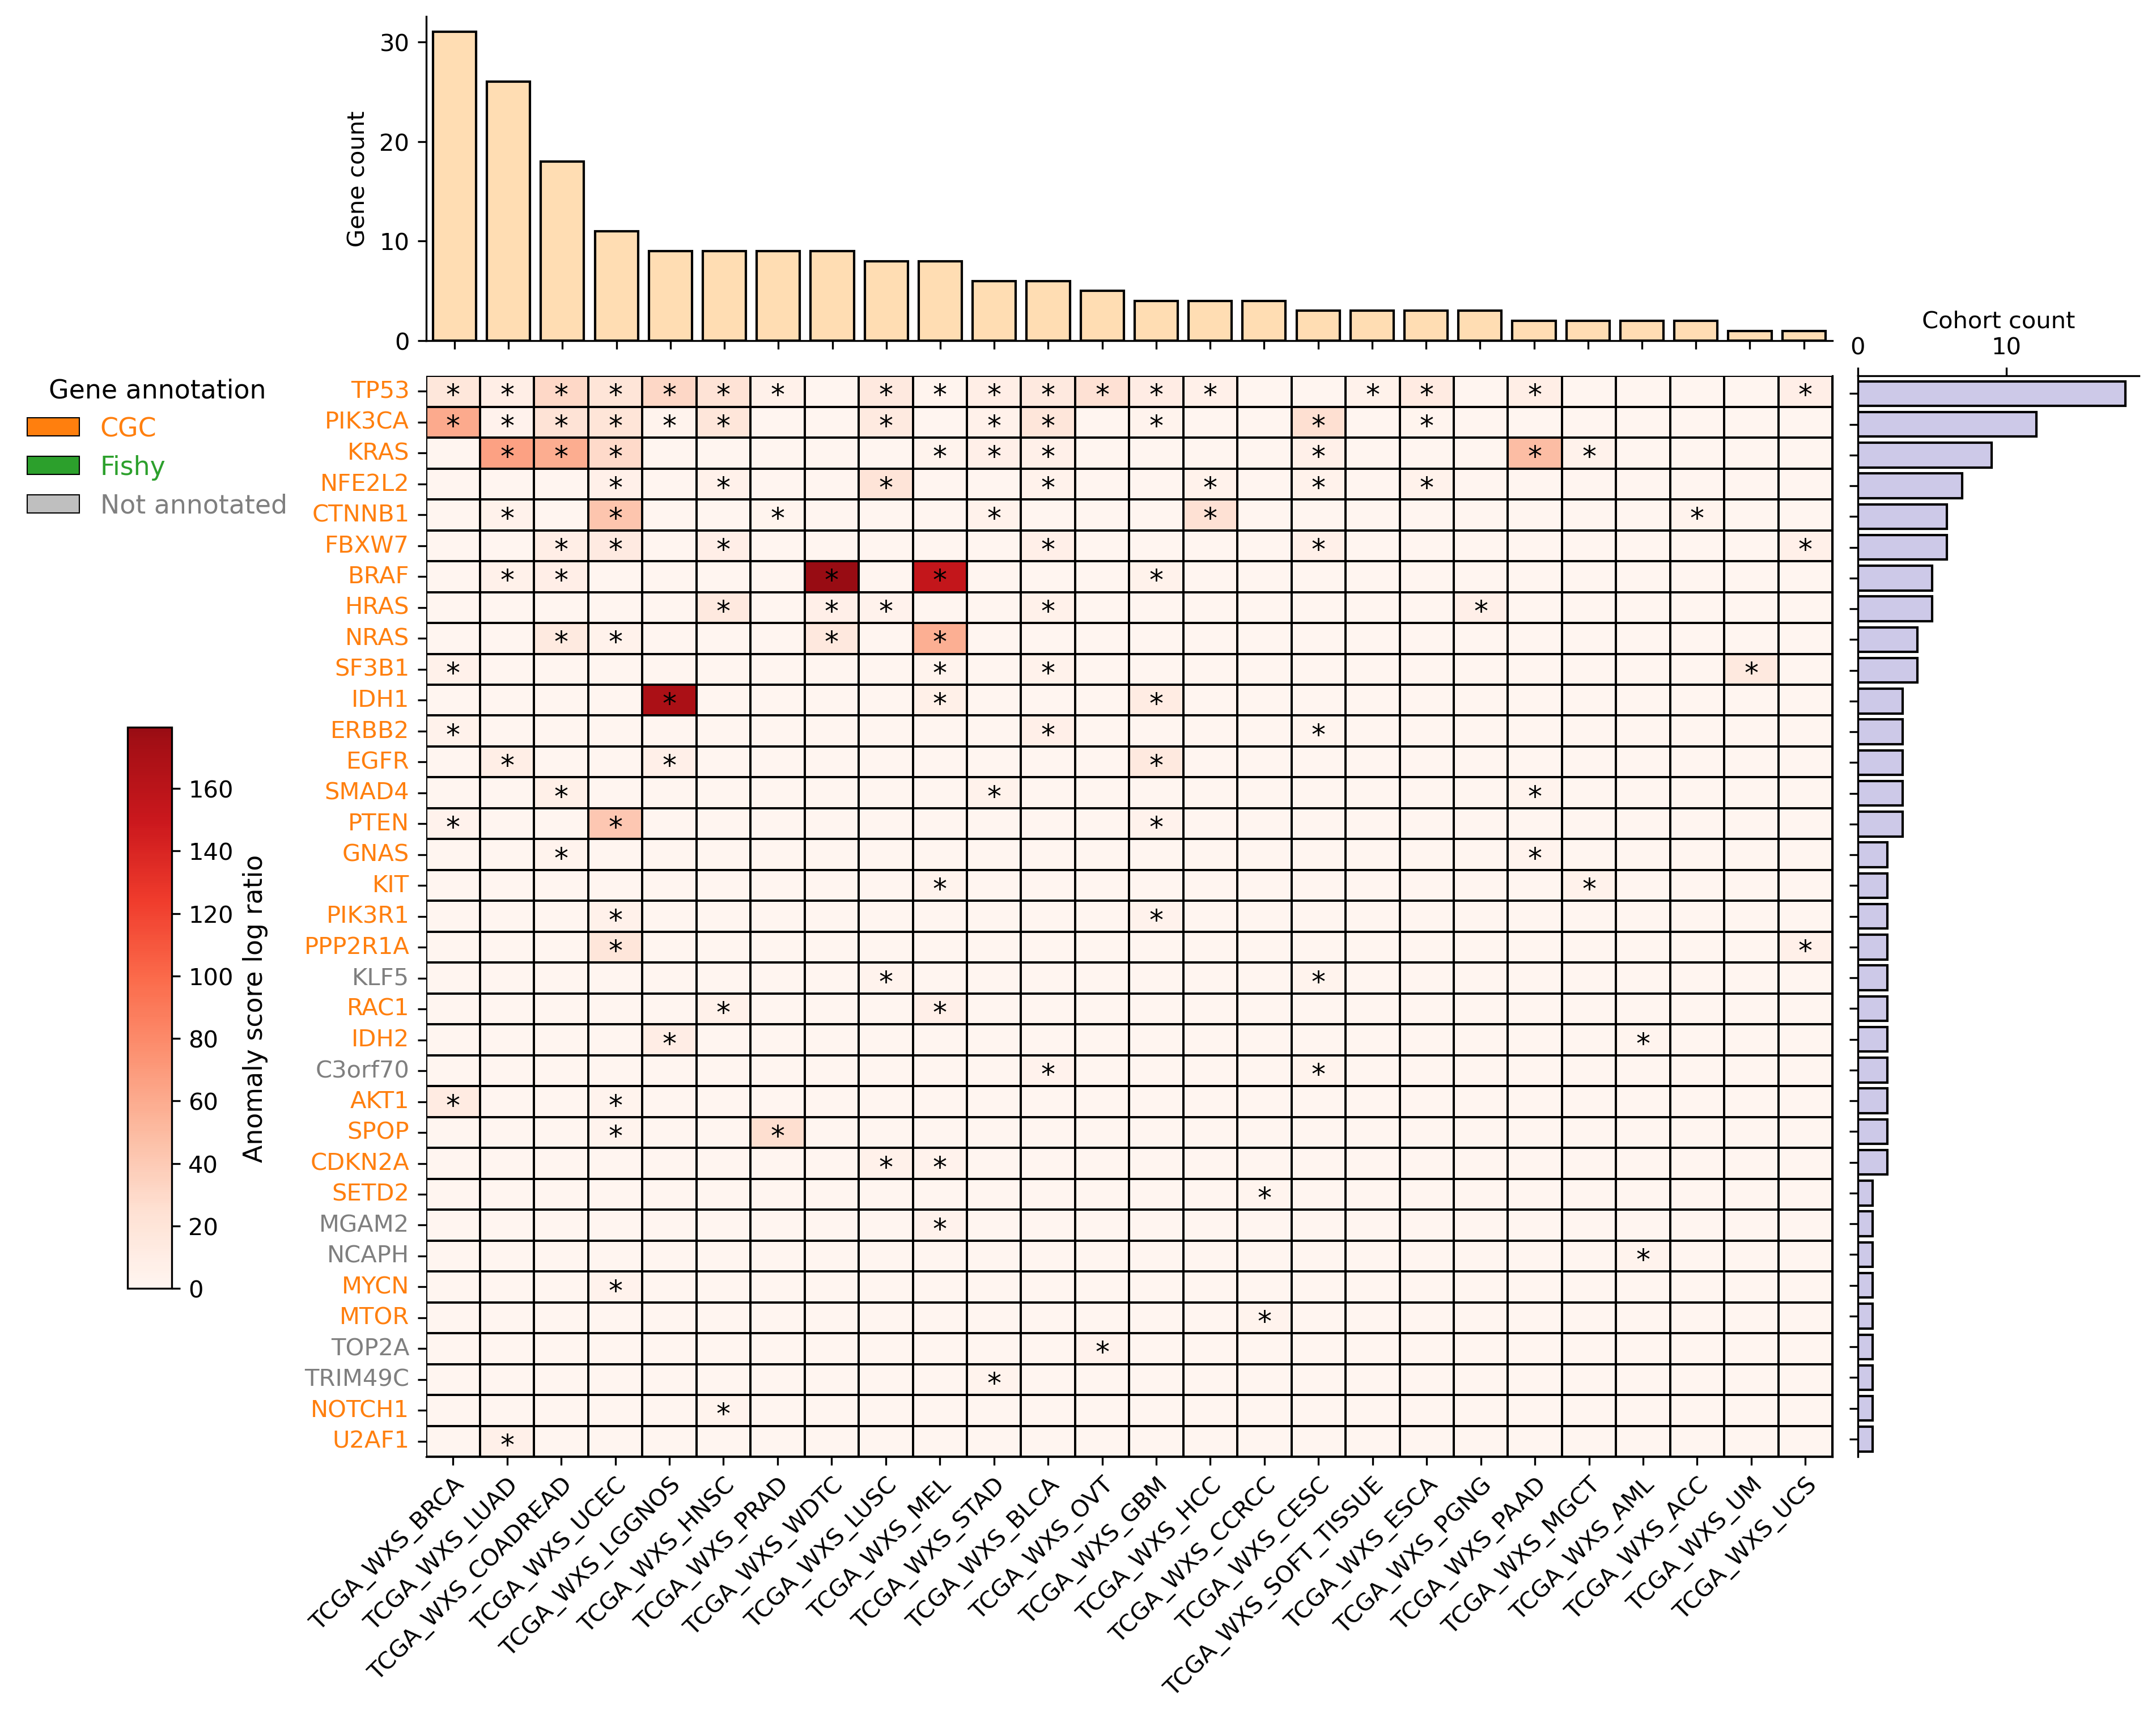 Gene count
30
20
10
0
Cohort count
0
10
Gene annotation
CGC
Fishy
Not annotated
TP53
PIK3CA
KRAS
NFE2L2
CTNNB1
FBXW7
BRAF
HRAS
NRAS
SF3B1
IDH1
ERBB2
EGFR
SMAD4
PTEN
GNAS
KIT
PIK3R1
PPP2R1A
KLF5
RAC1
IDH2
C3orf70
AKT1
SPOP
CDKN2A
SETD2
MGAM2
NCAPH
MYCN
MTOR
TOP2A
TRIM49C
NOTCH1
U2AF1
160
140
120
100
80
60
40
20
0
Anomaly score log ratio
TCGA_WXS_BRCA
TCGA_WXS_LUAD
TCGA_WXS_COADREAD
TCGA_WXS_UCEC
TCGA_WXS_LGGNOS
TCGA_WXS_HNSC
TCGA_WXS_PRAD
TCGA_WXS_WDTC
TCGA_WXS_LUSC
TCGA_WXS_MEL
TCGA_WXS_STAD
TCGA_WXS_BLCA
TCGA_WXS_OVT
TCGA_WXS_GBM
TCGA_WXS_HCC
TCGA_WXS_CCRCC
TCGA_WXS_CESC
TCGA_WXS_SOFT_TISSUE
TCGA_WXS_ESCA
TCGA_WXS_PGNG
TCGA_WXS_PAAD
TCGA_WXS_MGCT
TCGA_WXS_AML
TCGA_WXS_ACC
TCGA_WXS_UM
TCGA_WXS_UCS